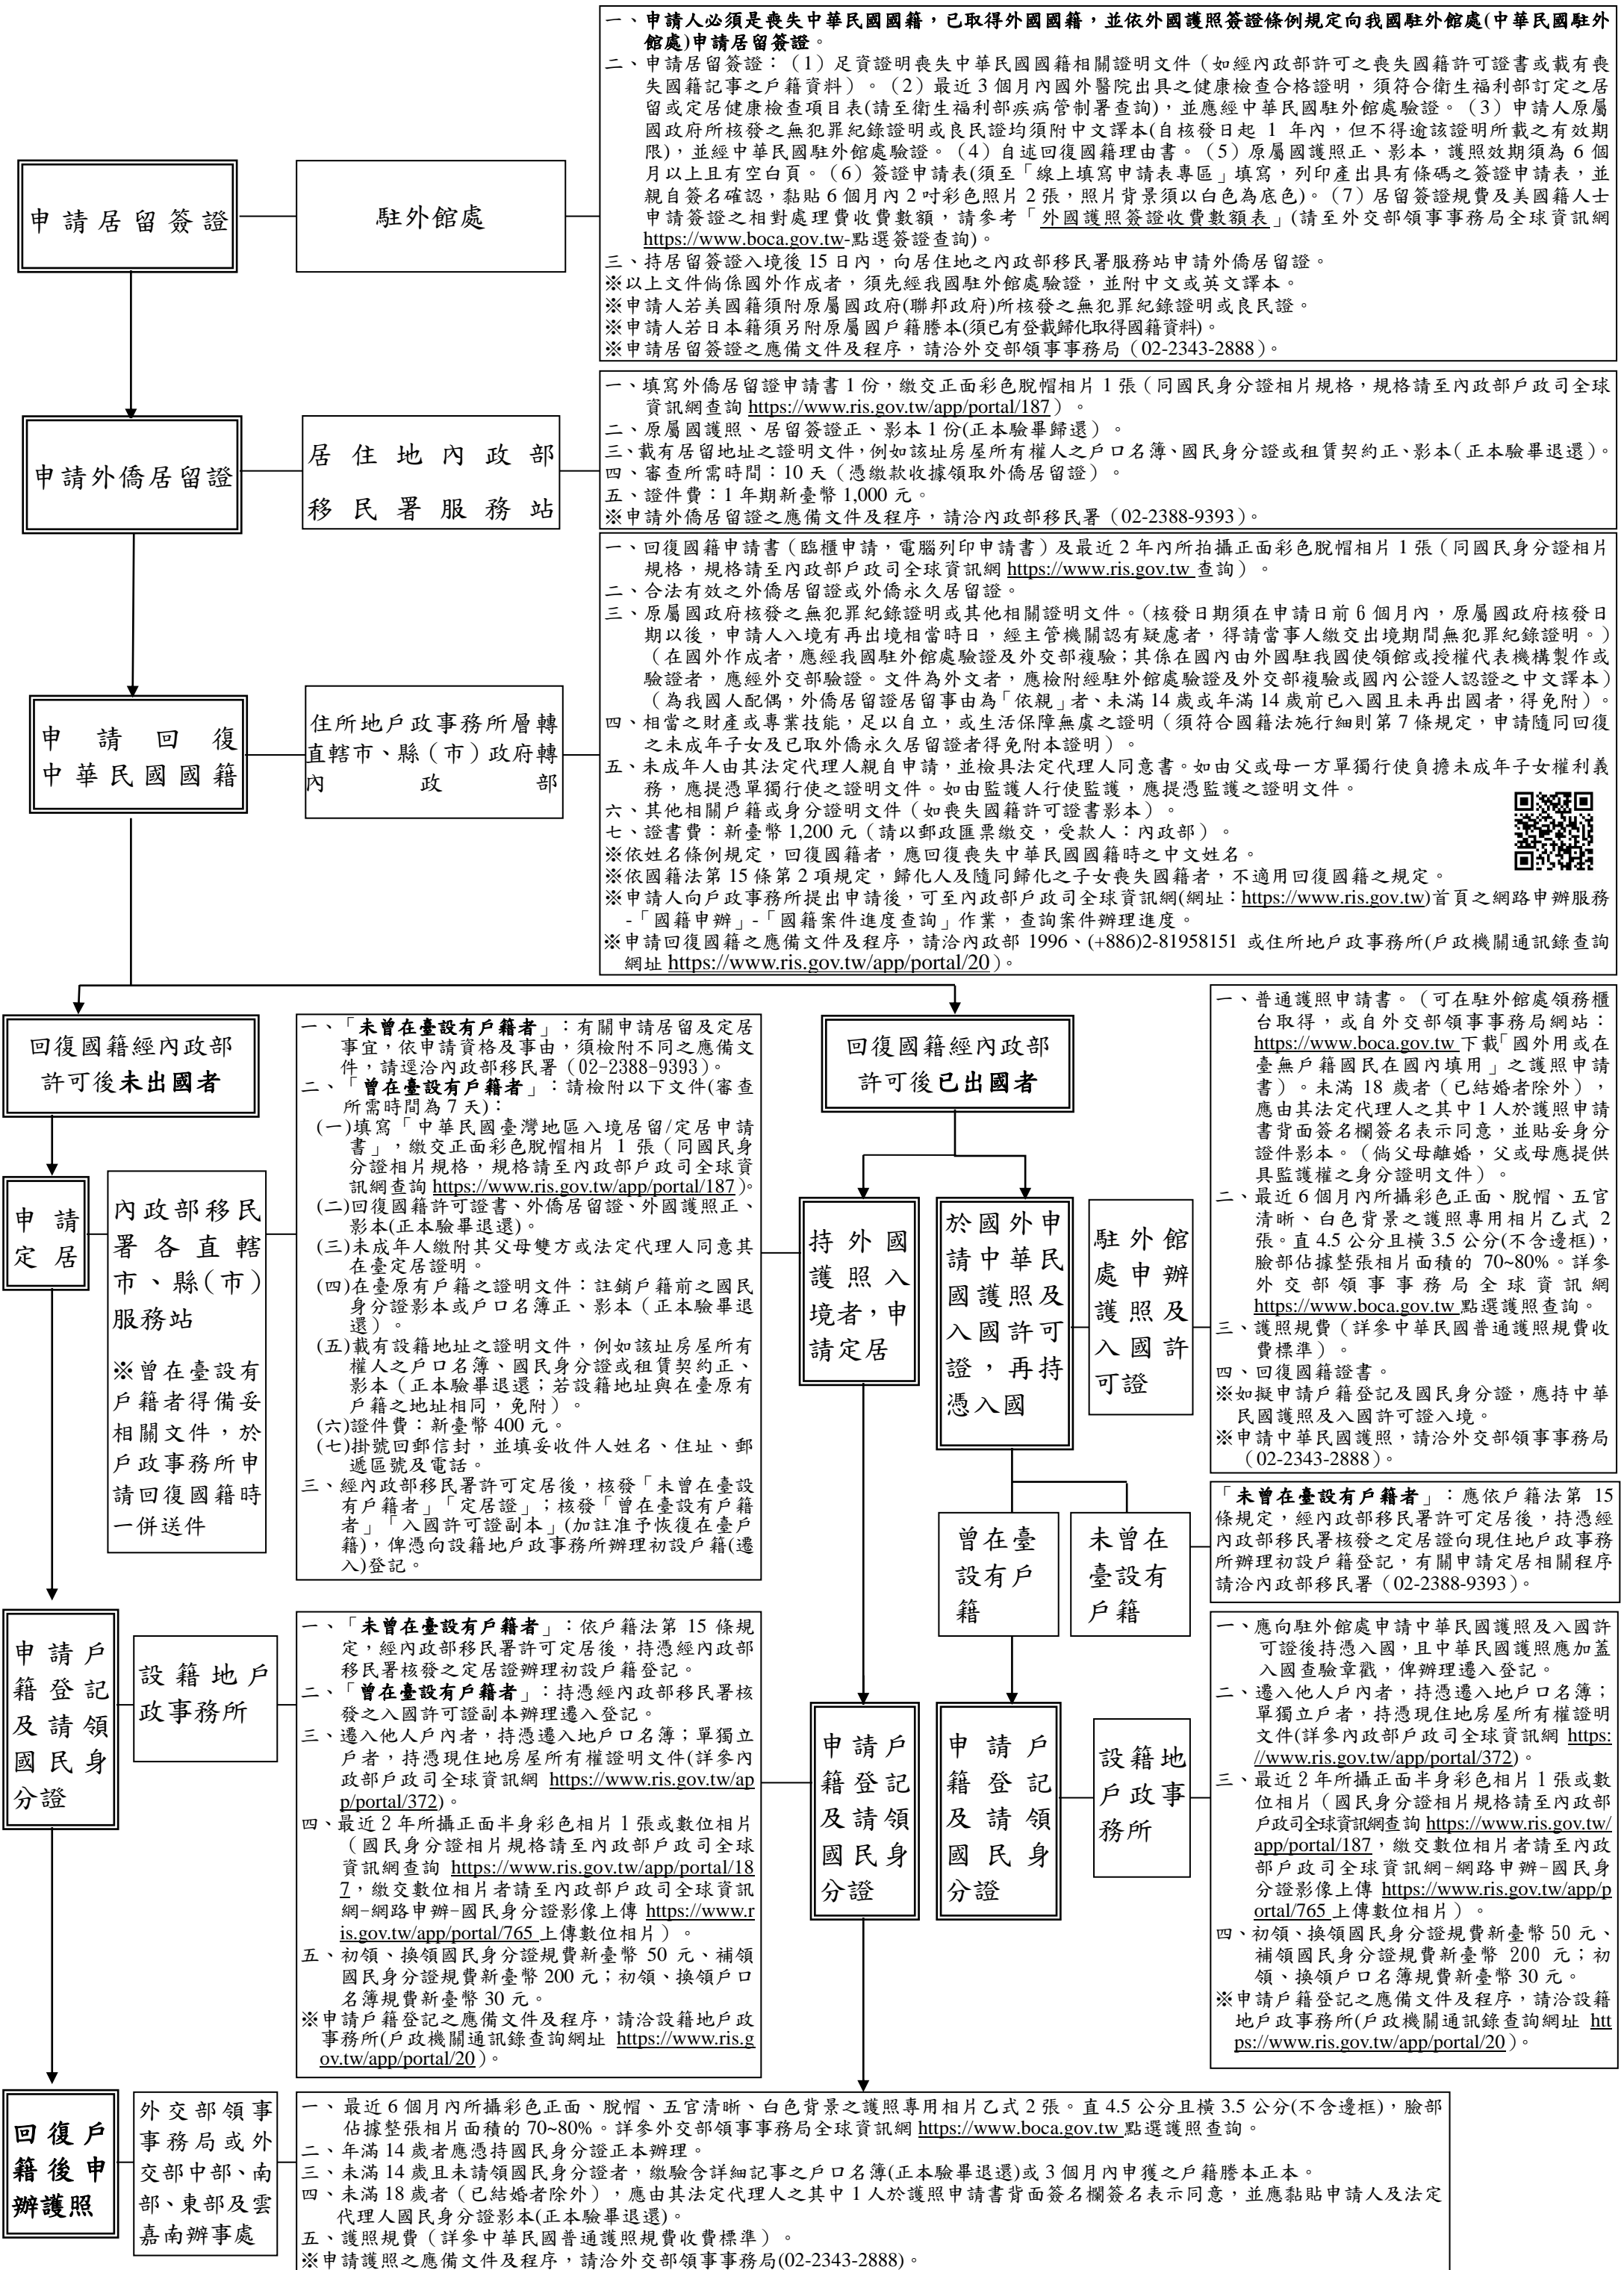 申請居留簽證
駐外館處
一、申請人必須是喪失中華民國國籍，已取得外國國籍，並依外國護照簽證條例規定向我國駐外館處(中華民國駐外
館處)申請居留簽證。
二、申請居留簽證：（1）足資證明喪失中華民國國籍相關證明文件（如經內政部許可之喪失國籍許可證書或載有喪
失國籍記事之戶籍資料）。（2）最近 3 個月內國外醫院出具之健康檢查合格證明，須符合衛生福利部訂定之居
留或定居健康檢查項目表(請至衛生福利部疾病管制署查詢)，並應經中華民國駐外館處驗證。（3）申請人原屬
國政府所核發之無犯罪紀錄證明或良民證均須附中文譯本(自核發日起 1 年內，但不得逾該證明所載之有效期
限)，並經中華民國駐外館處驗證。（4）自述回復國籍理由書。（5）原屬國護照正、影本，護照效期須為 6 個
月以上且有空白頁。（6）簽證申請表(須至「線上填寫申請表專區」填寫，列印產出具有條碼之簽證申請表，並
親自簽名確認，黏貼 6 個月內 2 吋彩色照片 2 張，照片背景須以白色為底色)。（7）居留簽證規費及美國籍人士
申請簽證之相對處理費收費數額，請參考「外國護照簽證收費數額表」(請至外交部領事事務局全球資訊網
https://www.boca.gov.tw-點選簽證查詢)。
三、持居留簽證入境後 15 日內，向居住地之內政部移民署服務站申請外僑居留證。
※以上文件倘係國外作成者，須先經我國駐外館處驗證，並附中文或英文譯本。
※申請人若美國籍須附原屬國政府(聯邦政府)所核發之無犯罪紀錄證明或良民證。
※申請人若日本籍須另附原屬國戶籍謄本(須已有登載歸化取得國籍資料)。
※申請居留簽證之應備文件及程序，請洽外交部領事事務局（02-2343-2888）。
申請外僑居留證
居住地內政部
移民署服務站
一、填寫外僑居留證申請書 1 份，繳交正面彩色脫帽相片 1 張（同國民身分證相片規格，規格請至內政部戶政司全球
資訊網查詢 https://www.ris.gov.tw/app/portal/187）。
二、原屬國護照、居留簽證正、影本 1 份(正本驗畢歸還）。
三、載有居留地址之證明文件，例如該址房屋所有權人之戶口名簿、國民身分證或租賃契約正、影本（正本驗畢退還）。
四、審查所需時間：10 天（憑繳款收據領取外僑居留證）。
五、證件費：1 年期新臺幣 1,000 元。
※申請外僑居留證之應備文件及程序，請洽內政部移民署（02-2388-9393）。
申請回復
中華民國國籍
住所地戶政事務所層轉
直轄市、縣（市）政府轉
內政部
一、回復國籍申請書（臨櫃申請，電腦列印申請書）及最近 2 年內所拍攝正面彩色脫帽相片 1 張（同國民身分證相片
規格，規格請至內政部戶政司全球資訊網 https://www.ris.gov.tw 查詢）。
二、合法有效之外僑居留證或外僑永久居留證。
三、原屬國政府核發之無犯罪紀錄證明或其他相關證明文件。（核發日期須在申請日前 6 個月內，原屬國政府核發日
期以後，申請人入境有再出境相當時日，經主管機關認有疑慮者，得請當事人繳交出境期間無犯罪紀錄證明。）
（在國外作成者，應經我國駐外館處驗證及外交部複驗；其係在國內由外國駐我國使領館或授權代表機構製作或
驗證者，應經外交部驗證。文件為外文者，應檢附經駐外館處驗證及外交部複驗或國內公證人認證之中文譯本）
（為我國人配偶，外僑居留證居留事由為「依親」者、未滿 14 歲或年滿 14 歲前已入國且未再出國者，得免附）。
四、相當之財產或專業技能，足以自立，或生活保障無虞之證明（須符合國籍法施行細則第 7 條規定，申請隨同回復
之未成年子女及已取外僑永久居留證者得免附本證明）。
五、未成年人由其法定代理人親自申請，並檢具法定代理人同意書。如由父或母一方單獨行使負擔未成年子女權利義
務，應提憑單獨行使之證明文件。如由監護人行使監護，應提憑監護之證明文件。
六、其他相關戶籍或身分證明文件（如喪失國籍許可證書影本）。
七、證書費：新臺幣 1,200 元（請以郵政匯票繳交，受款人：內政部）。
※依姓名條例規定，回復國籍者，應回復喪失中華民國國籍時之中文姓名。
※依國籍法第 15 條第 2 項規定，歸化人及隨同歸化之子女喪失國籍者，不適用回復國籍之規定。
※申請人向戶政事務所提出申請後，可至內政部戶政司全球資訊網(網址：https://www.ris.gov.tw)首頁之網路申辦服務
-「國籍申辦」-「國籍案件進度查詢」作業，查詢案件辦理進度。
※申請回復國籍之應備文件及程序，請洽內政部 1996、(+886)2-81958151 或住所地戶政事務所(戶政機關通訊錄查詢
網址 https://www.ris.gov.tw/app/portal/20）。
回復國籍經內政部
許可後未出國者
申請
定居
內政部移民
署各直轄
市、縣（市）
服務站
※曾在臺設有
戶籍者得備妥
相關文件，於
戶政事務所申
請回復國籍時
一併送件
一、「未曾在臺設有戶籍者」：有關申請居留及定居
事宜，依申請資格及事由，須檢附不同之應備文
件，請逕洽內政部移民署（02-2388-9393）。
二、「曾在臺設有戶籍者」：請檢附以下文件(審查
所需時間為 7 天)：
(一)填寫「中華民國臺灣地區入境居留/定居申請
書」，繳交正面彩色脫帽相片 1 張（同國民身
分證相片規格，規格請至內政部戶政司全球資
訊網查詢 https://www.ris.gov.tw/app/portal/187）。
(二)回復國籍許可證書、外僑居留證、外國護照正、
影本(正本驗畢退還)。
(三)未成年人繳附其父母雙方或法定代理人同意其
在臺定居證明。
(四)在臺原有戶籍之證明文件：註銷戶籍前之國民
身分證影本或戶口名簿正、影本（正本驗畢退
還）。
(五)載有設籍地址之證明文件，例如該址房屋所有
權人之戶口名簿、國民身分證或租賃契約正、
影本（正本驗畢退還；若設籍地址與在臺原有
戶籍之地址相同，免附）。
(六)證件費：新臺幣 400 元。
(七)掛號回郵信封，並填妥收件人姓名、住址、郵
遞區號及電話。
三、經內政部移民署許可定居後，核發「未曾在臺設
有戶籍者」「定居證」；核發「曾在臺設有戶籍
者」「入國許可證副本」(加註准予恢復在臺戶
籍)，俾憑向設籍地戶政事務所辦理初設戶籍(遷
入)登記。
回復國籍經內政部
許可後已出國者
持外國
護照入
境者，申
請定居
於國外申
請中華民
國護照及
入國許可
證，再持
憑入國
駐外館
處申辦
護照及
入國許
可證
一、普通護照申請書。（可在駐外館處領務櫃
台取得，或自外交部領事事務局網站：
https://www.boca.gov.tw 下載「國外用或在
臺無戶籍國民在國內填用」之護照申請
書）。未滿 18 歲者（已結婚者除外），
應由其法定代理人之其中 1 人於護照申請
書背面簽名欄簽名表示同意，並貼妥身分
證件影本。（倘父母離婚，父或母應提供
具監護權之身分證明文件）。
二、最近 6 個月內所攝彩色正面、脫帽、五官
清晰、白色背景之護照專用相片乙式 2
張。直 4.5 公分且橫 3.5 公分(不含邊框)，
臉部佔據整張相片面積的 70~80%。詳參
外交部領事事務局全球資訊網
https://www.boca.gov.tw 點選護照查詢。
三、護照規費（詳參中華民國普通護照規費收
費標準）。
四、回復國籍證書。
※如擬申請戶籍登記及國民身分證，應持中華
民國護照及入國許可證入境。
※申請中華民國護照，請洽外交部領事事務局
（02-2343-2888）。
曾在臺
設有戶
籍
未曾在
臺設有
戶籍
「未曾在臺設有戶籍者」：應依戶籍法第 15
條規定，經內政部移民署許可定居後，持憑經
內政部移民署核發之定居證向現住地戶政事務
所辦理初設戶籍登記，有關申請定居相關程序
請洽內政部移民署（02-2388-9393）。
申請戶
籍登記
及請領
國民身
分證
設籍地戶
政事務所
一、「未曾在臺設有戶籍者」：依戶籍法第 15 條規
定，經內政部移民署許可定居後，持憑經內政部
移民署核發之定居證辦理初設戶籍登記。
二、「曾在臺設有戶籍者」：持憑經內政部移民署核
發之入國許可證副本辦理遷入登記。
三、遷入他人戶內者，持憑遷入地戶口名簿；單獨立
戶者，持憑現住地房屋所有權證明文件(詳參內
政部戶政司全球資訊網 https://www.ris.gov.tw/ap
p/portal/372)。
四、最近 2 年所攝正面半身彩色相片 1 張或數位相片
（國民身分證相片規格請至內政部戶政司全球
資訊網查詢 https://www.ris.gov.tw/app/portal/18
7，繳交數位相片者請至內政部戶政司全球資訊
網-網路申辦-國民身分證影像上傳 https://www.r
is.gov.tw/app/portal/765 上傳數位相片）。
五、初領、換領國民身分證規費新臺幣 50 元、補領
國民身分證規費新臺幣 200 元；初領、換領戶口
名簿規費新臺幣 30 元。
※申請戶籍登記之應備文件及程序，請洽設籍地戶政
事務所(戶政機關通訊錄查詢網址 https://www.ris.g
ov.tw/app/portal/20）。
申請戶
籍登記
及請領
國民身
分證
申請戶
籍登記
及請領
國民身
分證
設籍地
戶政事
務所
一、應向駐外館處申請中華民國護照及入國許
可證後持憑入國，且中華民國護照應加蓋
入國查驗章戳，俾辦理遷入登記。
二、遷入他人戶內者，持憑遷入地戶口名簿；
單獨立戶者，持憑現住地房屋所有權證明
文件(詳參內政部戶政司全球資訊網 https:
//www.ris.gov.tw/app/portal/372)。
三、最近 2 年所攝正面半身彩色相片 1 張或數
位相片（國民身分證相片規格請至內政部
戶政司全球資訊網查詢 https://www.ris.gov.tw/
app/portal/187，繳交數位相片者請至內政
部戶政司全球資訊網-網路申辦-國民身
分證影像上傳 https://www.ris.gov.tw/app/p
ortal/765 上傳數位相片）。
四、初領、換領國民身分證規費新臺幣 50 元、
補領國民身分證規費新臺幣 200 元；初
領、換領戶口名簿規費新臺幣 30 元。
※申請戶籍登記之應備文件及程序，請洽設籍
地戶政事務所(戶政機關通訊錄查詢網址 htt
ps://www.ris.gov.tw/app/portal/20）。
回復戶
籍後申
辦護照
外交部領事
事務局或外
交部中部、南
部、東部及雲
嘉南辦事處
一、最近 6 個月內所攝彩色正面、脫帽、五官清晰、白色背景之護照專用相片乙式 2 張。直 4.5 公分且橫 3.5 公分(不含邊框)，臉部
佔據整張相片面積的 70~80%。詳參外交部領事事務局全球資訊網 https://www.boca.gov.tw 點選護照查詢。
二、年滿 14 歲者應憑持國民身分證正本辦理。
三、未滿 14 歲且未請領國民身分證者，繳驗含詳細記事之戶口名簿(正本驗畢退還)或 3 個月內申獲之戶籍謄本正本。
四、未滿 18 歲者（已結婚者除外），應由其法定代理人之其中 1 人於護照申請書背面簽名欄簽名表示同意，並應黏貼申請人及法定
代理人國民身分證影本(正本驗畢退還)。
五、護照規費（詳參中華民國普通護照規費收費標準）。
※申請護照之應備文件及程序，請洽外交部領事事務局(02-2343-2888)。